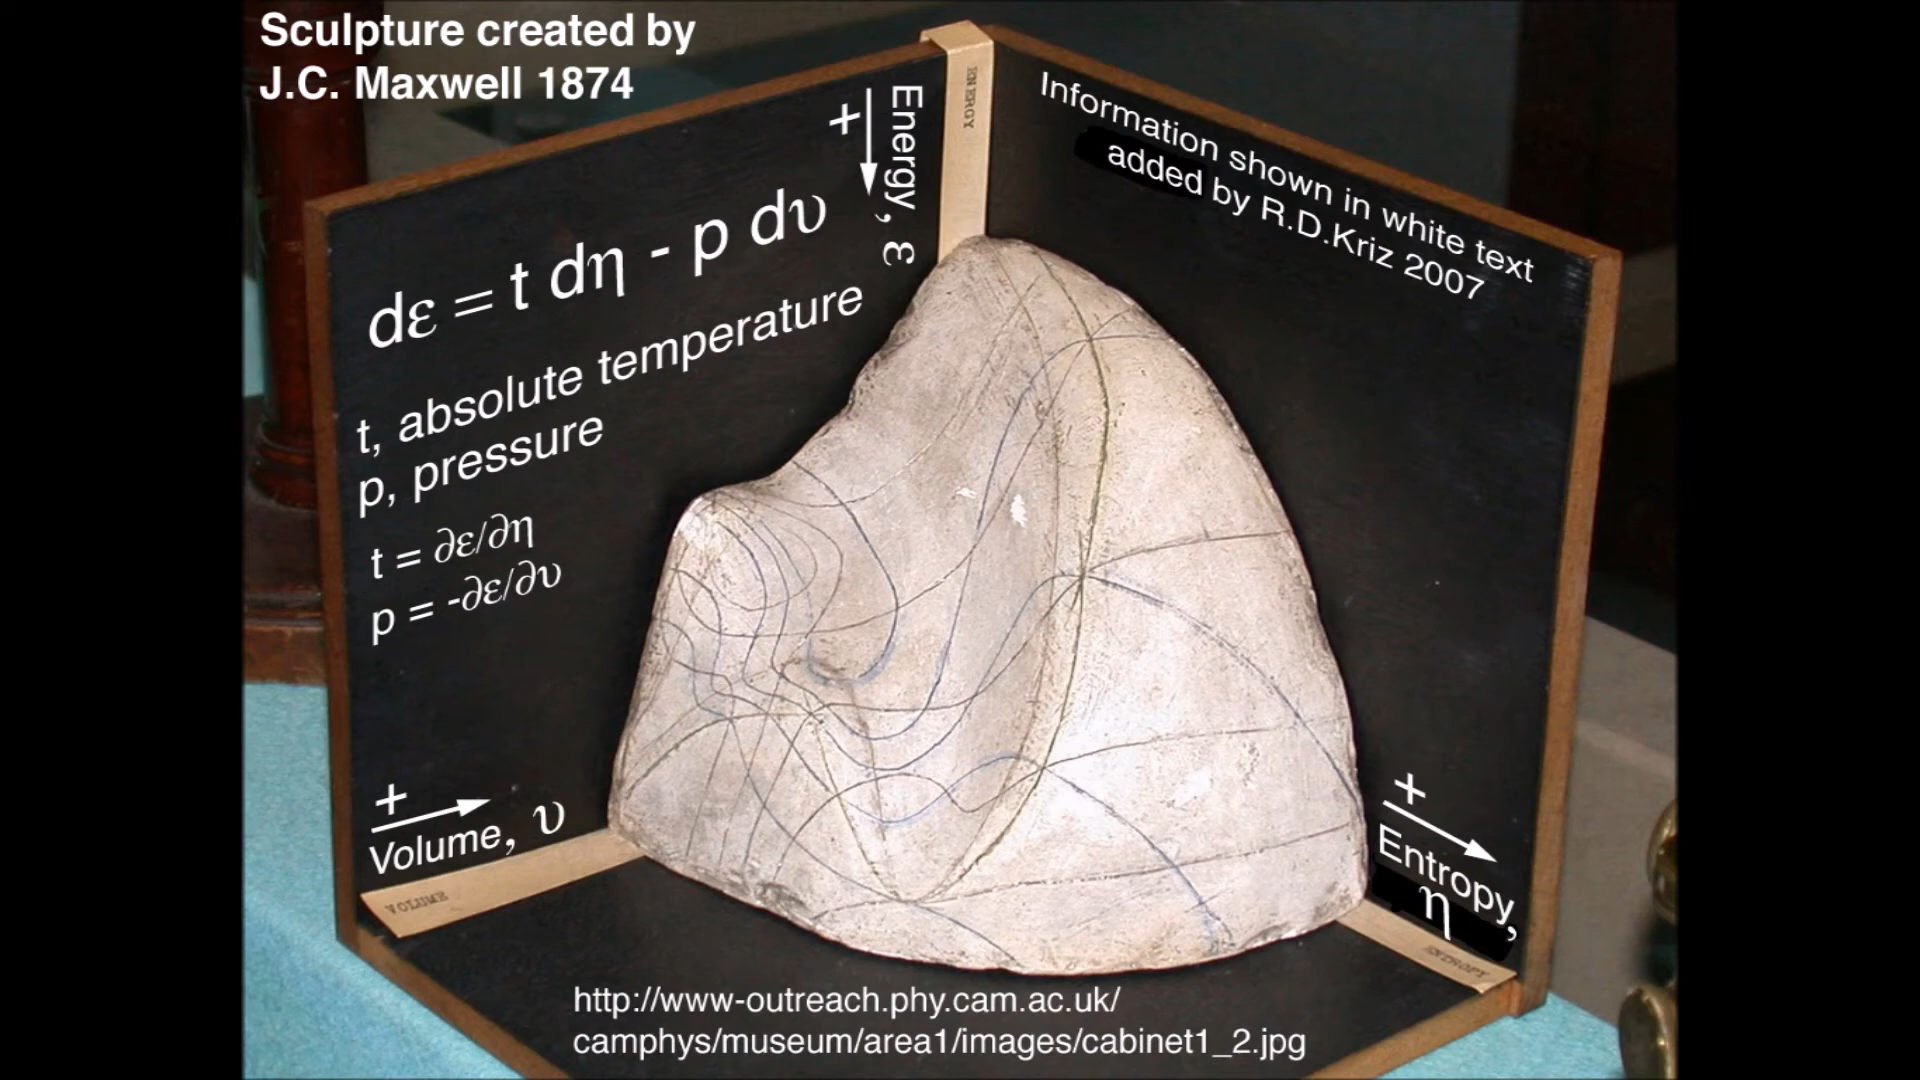 Sculpture created by
J.C. Maxwell 1874
ENERGY
Energy, ε
+
Information shown in white text
added by R.D.Kriz 2007
dε = t dη - p dυ
t, absolute temperature
p, pressure
t = ∂ε/∂η
p = -∂ε/∂υ
+
Volume, υ
VOLUME
+
Entropy,
η
ENTROPY
http://www-outreach.phy.cam.ac.uk/
camphys/museum/area1/images/cabinet1_2.jpg